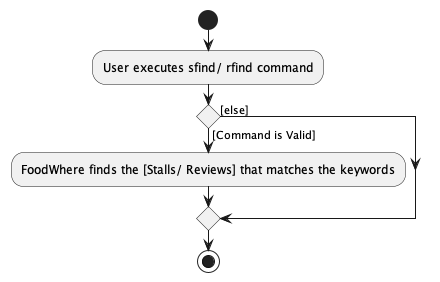 User executes sfind/ rfind command
[else]
[Command is Valid]
FoodWhere finds the [Stalls/ Reviews] that matches the keywords